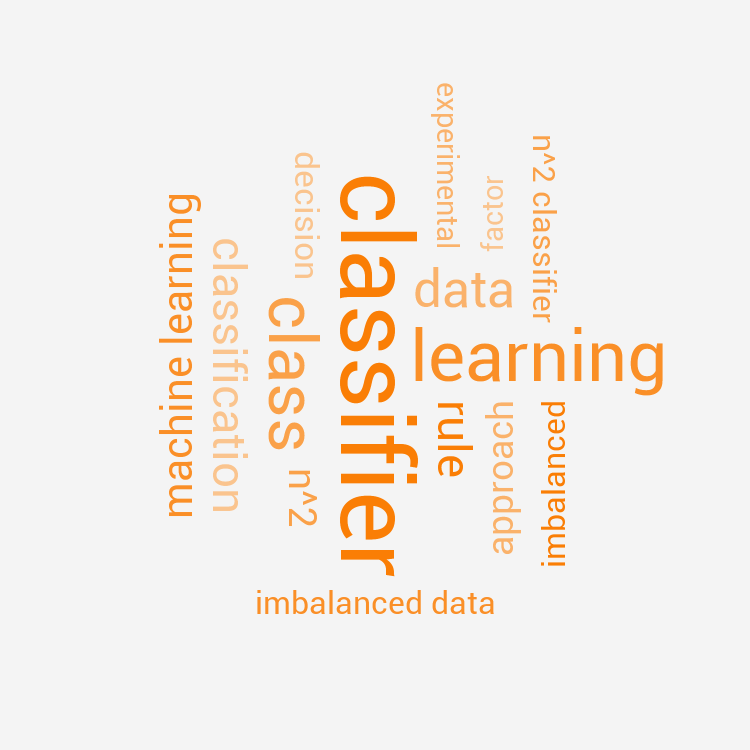 experimental
n^2 classifier
decision
factor
classifier
machine learning
classification
data
class
learning
rule
approach
imbalanced
n^2
imbalanced data